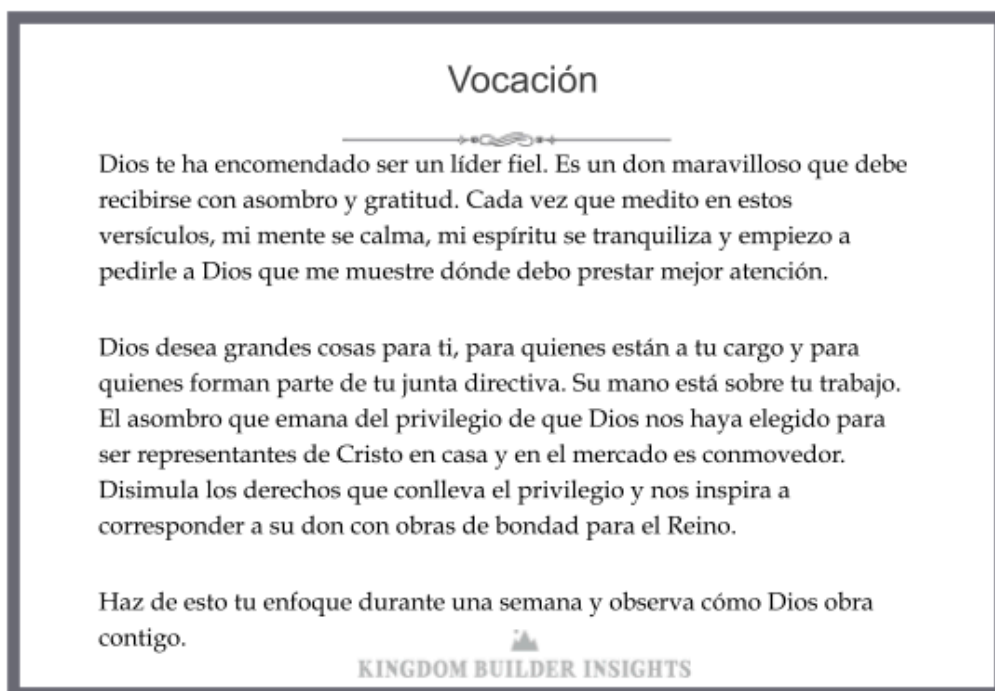 Vocación
Dios te ha encomendado ser un líder fiel. Es un don maravilloso que debe
recibirse con asombro y gratitud. Cada vez que medito en estos
versículos, mi mente se calma, mi espíritu se tranquiliza y empiezo a
pedirle a Dios que me muestre dónde debo prestar mejor atención.
Dios desea grandes cosas para ti, para quienes están a tu cargo y para
quienes forman parte de tu junta directiva. Su mano está sobre tu trabajo.
El asombro que emana del privilegio de que Dios nos haya elegido para
ser representantes de Cristo en casa y en el mercado es conmovedor.
Disimula los derechos que conlleva el privilegio y nos inspira a
corresponder a su don con obras de bondad para el Reino.
Haz de esto tu enfoque durante una semana y observa cómo Dios obra
contigo.
KINGDOM BUILDER INSIGHTS